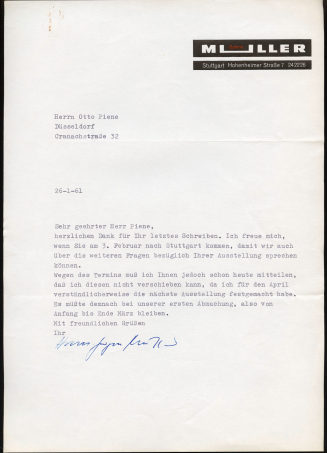 MÜLLER
Stuttgart Hohenheimer Straße 7 242226
Herrn Otto Piene
Düsseldorf
Cranachstraße 32
26-1-61
Sehr geehrter Herr Piene,
herzlichen Dank für Ihr letztes Schreiben. Ich freue mich,
wenn Sie am 3. Februar nach Stuttgart kommen, damit wir auch
über die weiteren Fragen bezüglich Ihrer Ausstellung sprechen
können.
Wegen des Termins muß ich Ihnen jedoch schon heute mitteilen,
daß ich diesen nicht verschieben kann, da ich für den April
verständlicherweise die nächste Ausstellung festgemacht habe.
Es müßte demnach bei unserer ersten Abmachung, also von
Anfang bis Ende März bleiben.
Mit freundlichen Grüßen
Ihr